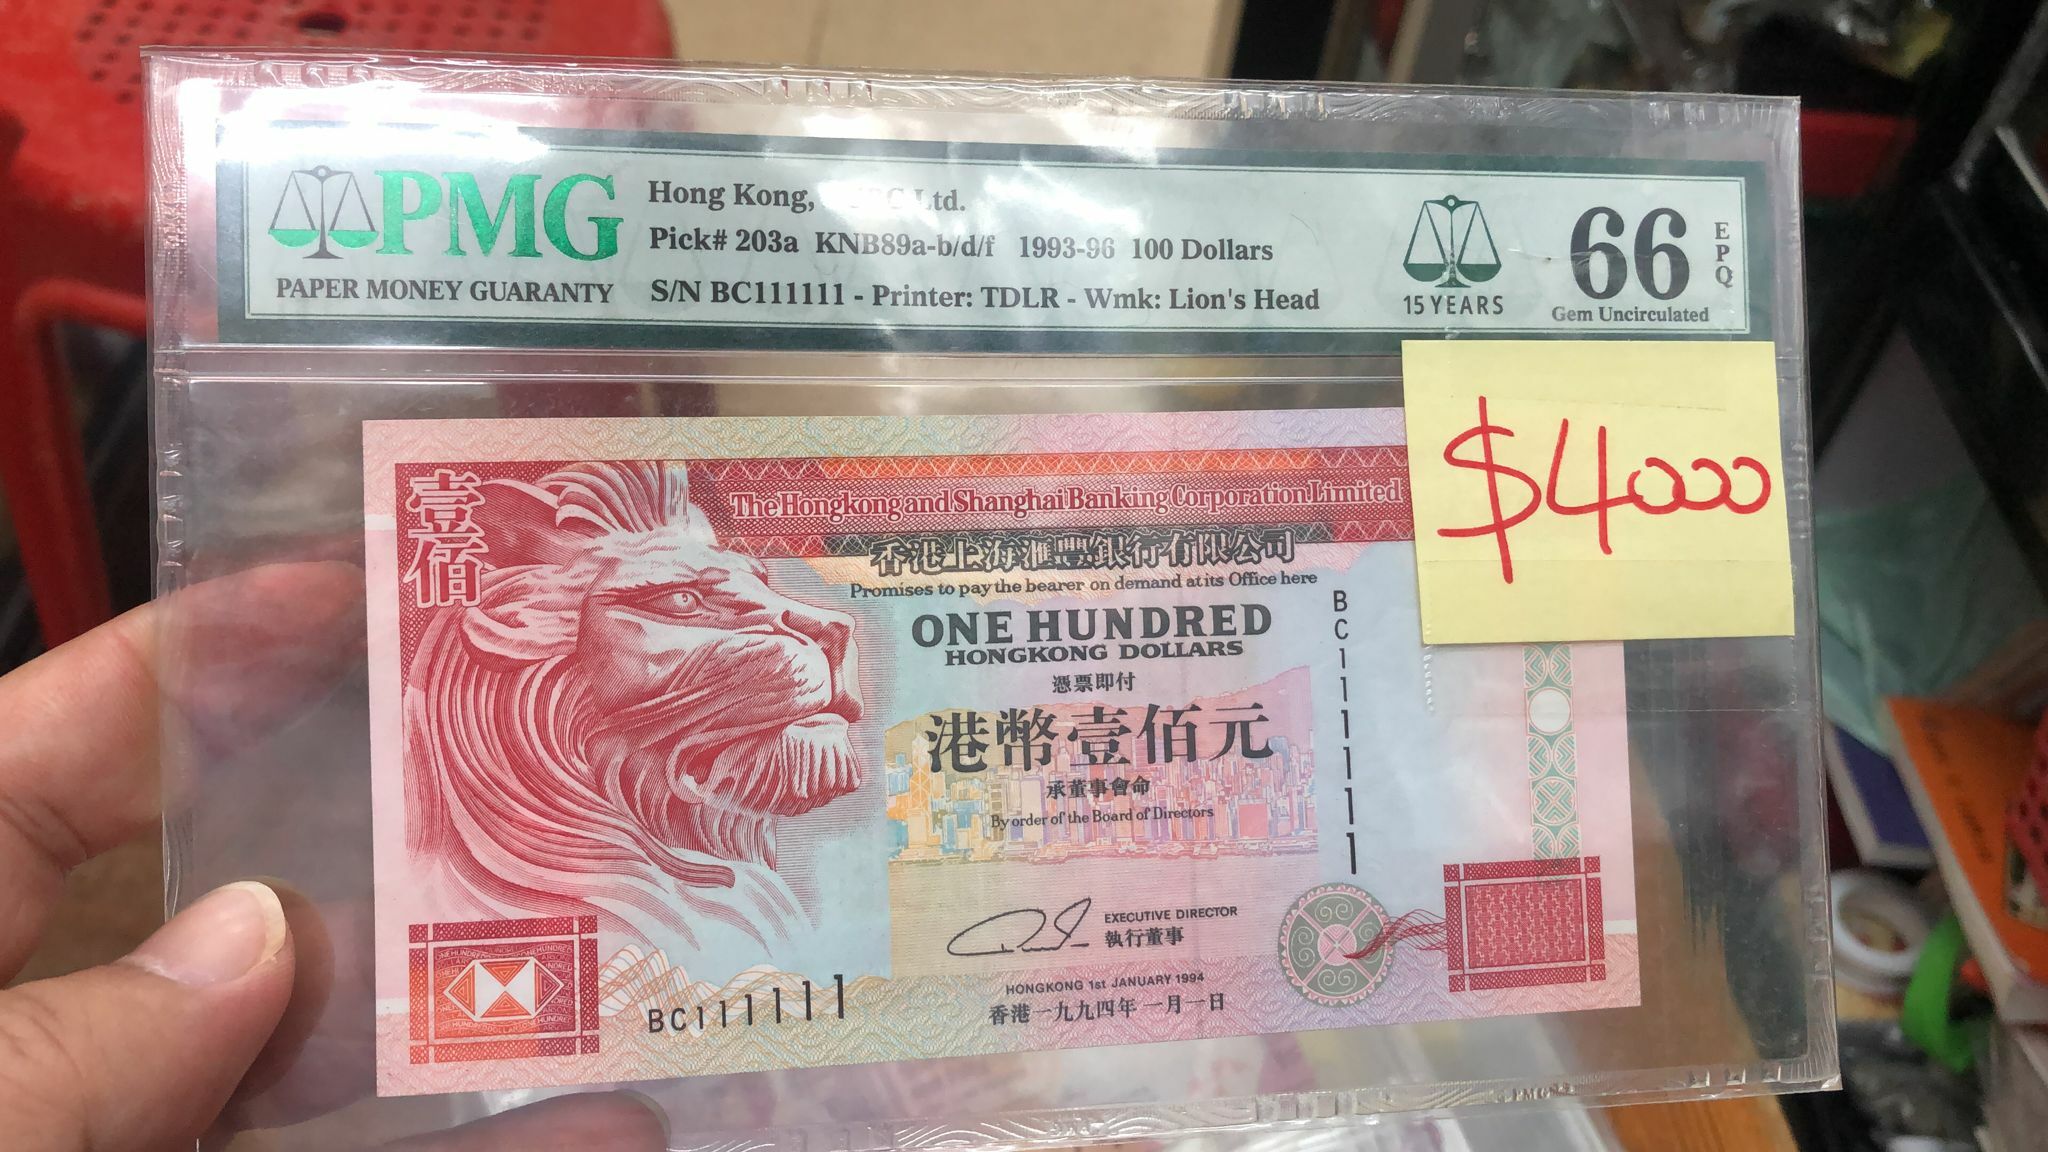 PMG
PAPER MONEY GUARANTY
Hong Kong, Ltd.
Pick# 203a KNB89a-b/d/f 1993-96 100 Dollars
S/N BC111111 - Printer: TDLR - Wmk: Lion's Head
15 YEARS
66
EPQ
Gem Uncirculated
$4000
壹佰
The Hongkong and Shanghai Banking Corporation Limited
香港上海滙豐銀行有限公司
Promises to pay the bearer on demand at its Office here
ONE HUNDRED
HONGKONG DOLLARS
憑票即付
港幣壹佰元
承董事會命
By order of the Board of Directors
BC111111
EXECUTIVE DIRECTOR
執行董事
HONGKONG 1st JANUARY 1994
香港一九九四年一月一日
BC111111